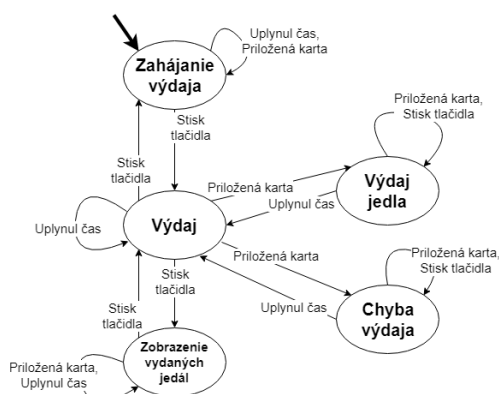 Uplynul čas,
Priložená karta
Zahájanie
výdaja
Stisk
tlačidla
Stisk
tlačidla
Priložená karta,
Stisk tlačidla
Priložená karta
Výdaj
jedla
Uplynul čas
Uplynul čas
Výdaj
Priložená karta
Priložená karta,
Stisk tlačidla
Stisk
tlačidla
Uplynul čas
Chyba
výdaja
Stisk
tlačidla
Zobrazenie
vydaných
jedál
Priložená karta,
Uplynul čas